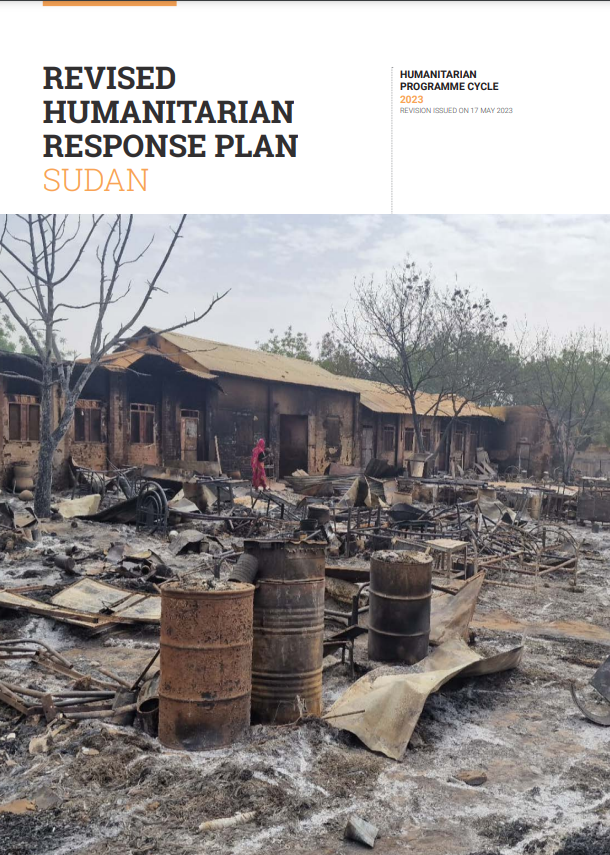 REVISED
HUMANITARIAN
RESPONSE PLAN
SUDAN
HUMANITARIAN
PROGRAMME CYCLE
2023
REVISION ISSUED ON 17 MAY 2023